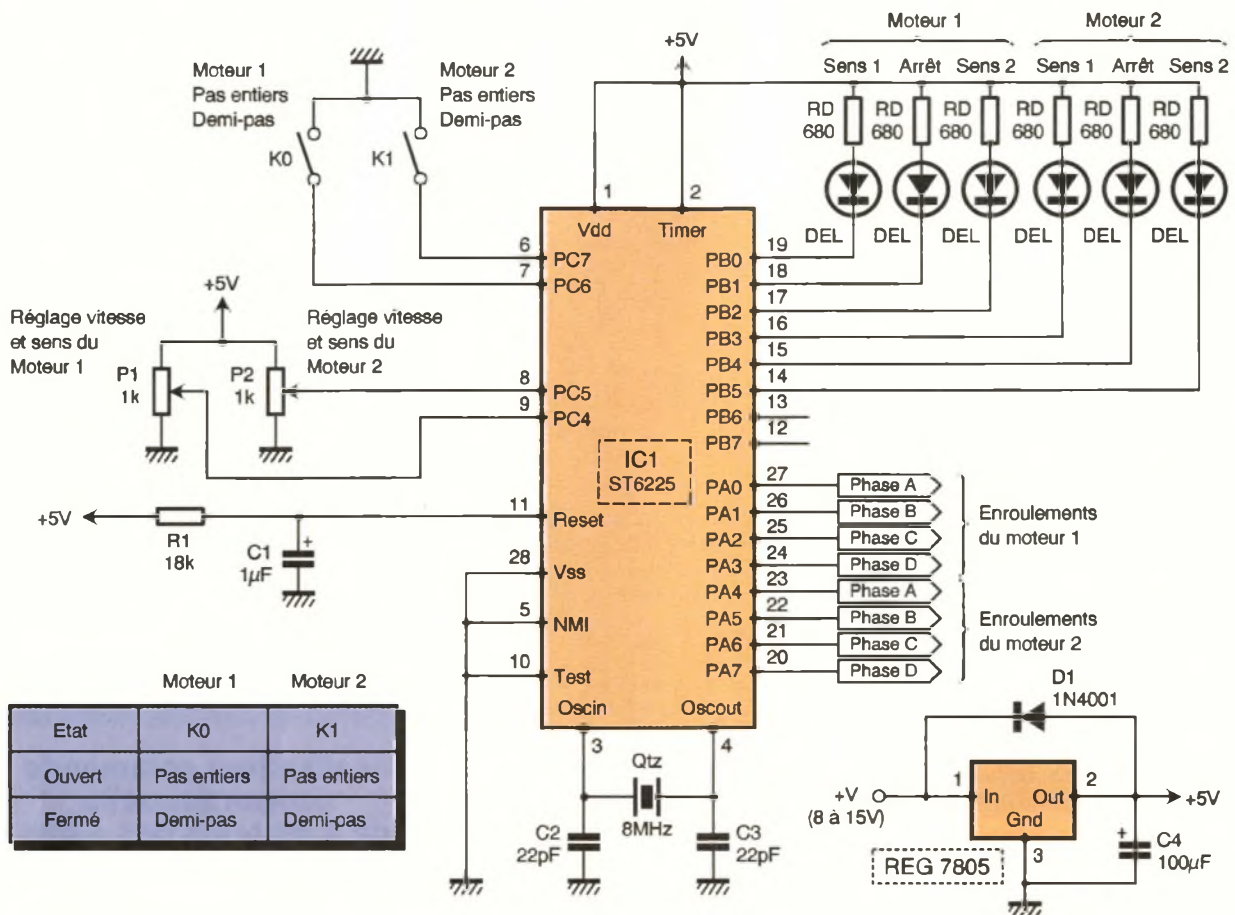 Moteur 1
Moteur 2
+5V
Sens 1
Arrêt
Sens 2
Sens 1
Arrêt
Sens 2
Moteur 1
Pas entiers
Demi-pas
Moteur 2
Pas entiers
Demi-pas
K0
K1
RD
680
RD
680
RD
680
RD
680
RD
680
RD
680
DEL
DEL
DEL
DEL
DEL
DEL
1
2
Vdd
Timer
6
PC7
7
PC6
8
PC5
9
PC4
11
Reset
28
Vss
5
NMI
10
Test
Oscin
Oscout
3
4
19
PB0
18
PB1
17
PB2
16
PB3
15
PB4
14
PB5
13
PB6
12
PB7
IC1
ST6225
27
PA0
Phase A
26
PA1
Phase B
25
PA2
Phase C
24
PA3
Phase D
23
PA4
Phase A
22
PA5
Phase B
21
PA6
Phase C
20
PA7
Phase D
Enroulements
du moteur 1
Enroulements
du moteur 2
+5V
Réglage vitesse
et sens du
Moteur 1
Réglage vitesse
et sens du
Moteur 2
P1
1k
P2
1k
+5V
R1
18k
C1
+
1µF
Moteur 1
Moteur 2
Etat
K0
K1
Ouvert
Pas entiers
Pas entiers
Fermé
Demi-pas
Demi-pas
Qtz
8MHz
C2
22pF
C3
22pF
D1
1N4001
+V
(8 à 15V)
1
In
Out
2
Gnd
3
+5V
+
C4
100µF
REG 7805